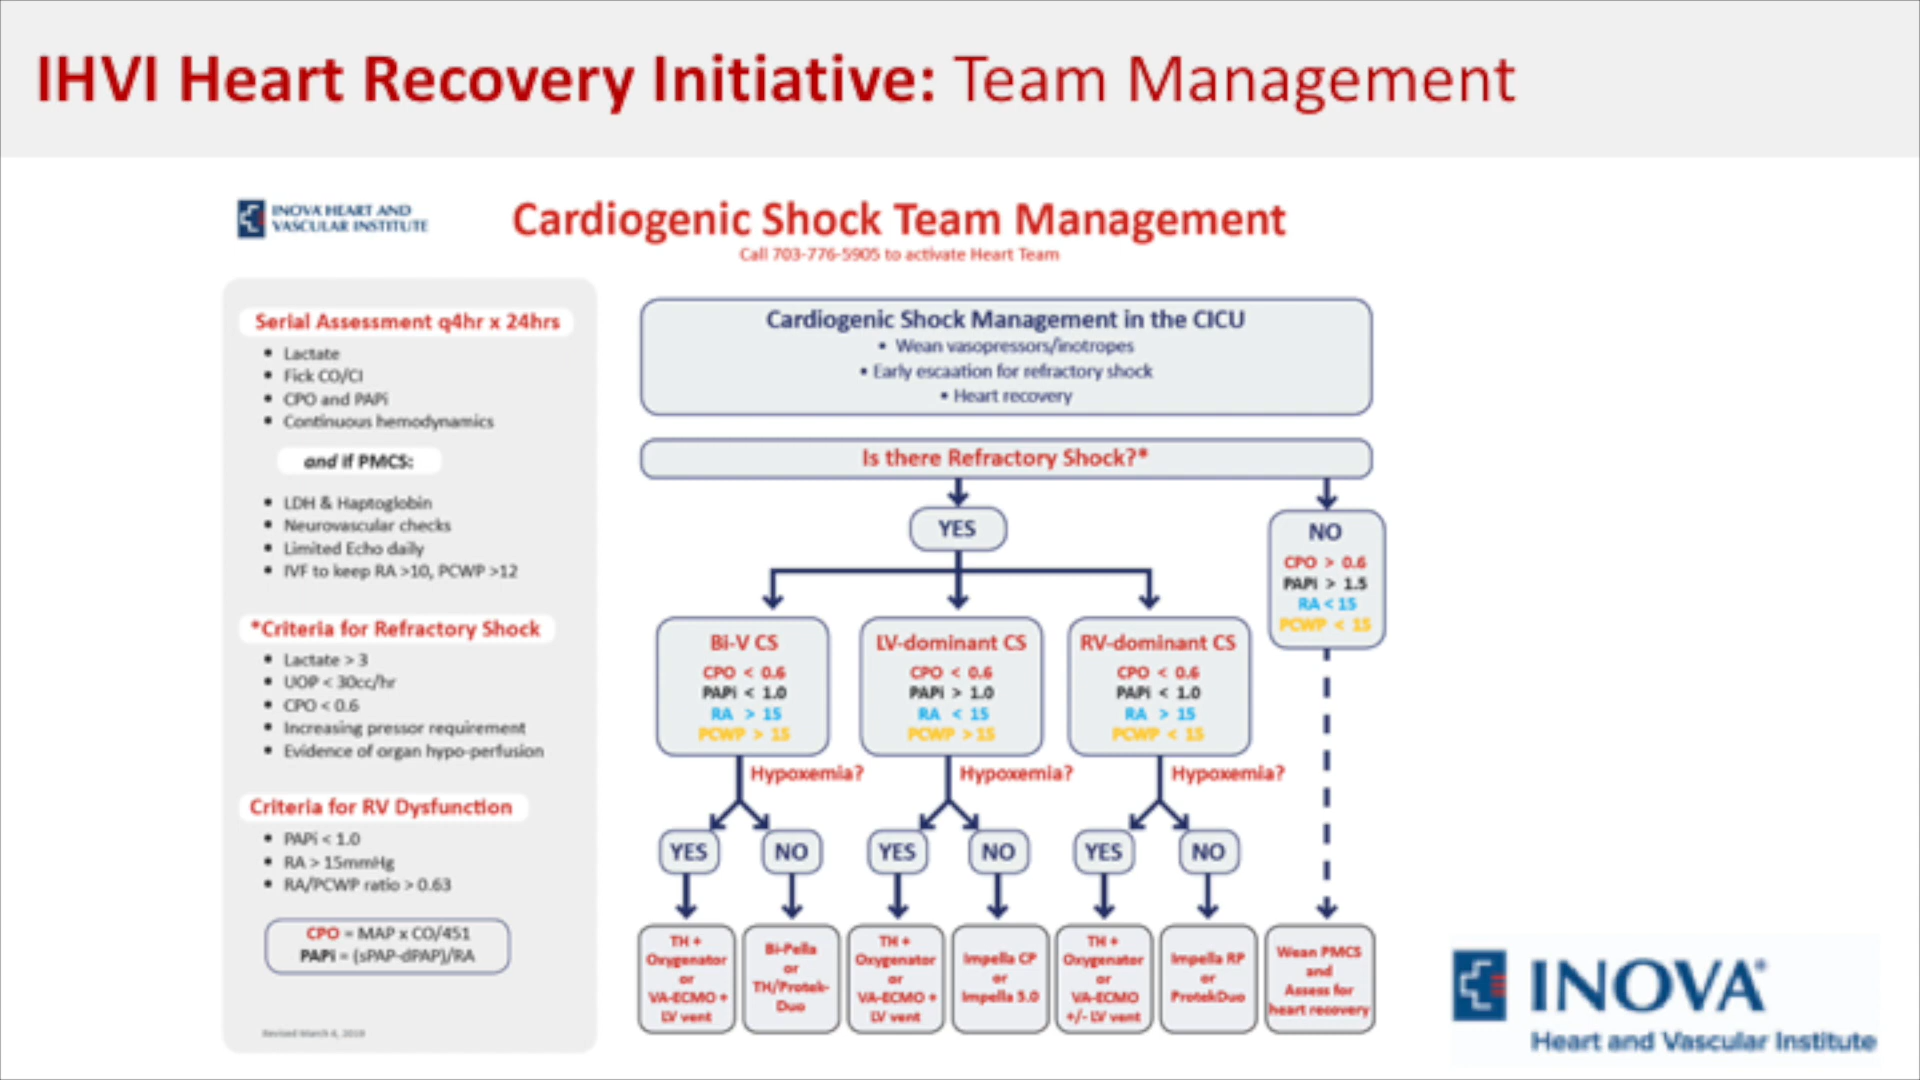 IHVI Heart Recovery Initiative: Team Management
INOVA HEART AND
VASCULAR INSTITUTE
Cardiogenic Shock Team Management
Call 703-776-5905 to activate Heart Team
Serial Assessment q4hr x 24hrs
• Lactate
• Fick CO/CI
• CPO and PAPi
• Continuous hemodynamics
and if PMCS:
• LDH & Haptoglobin
• Neurovascular checks
• Limited Echo daily
• IVF to keep RA >10, PCWP >12
*Criteria for Refractory Shock
• Lactate > 3
• UOP < 30cc/hr
• CPO < 0.6
• Increasing pressor requirement
• Evidence of organ hypo-perfusion
Criteria for RV Dysfunction
• PAPi < 1.0
• RA > 15mmHg
• RA/PCWP ratio > 0.63
CPO = MAP x CO/451
PAPi = (sPAP-dPAP)/RA
Revised March 4, 2019
Cardiogenic Shock Management in the CICU
• Wean vasopressors/inotropes
• Early escaation for refractory shock
• Heart recovery
Is there Refractory Shock?*
YES
NO
CPO > 0.6
PAPi > 1.5
RA < 15
PCWP < 15
Bi-V CS
CPO < 0.6
PAPi < 1.0
RA > 15
PCWP > 15
LV-dominant CS
CPO < 0.6
PAPi > 1.0
RA < 15
PCWP > 15
RV-dominant CS
CPO < 0.6
PAPi < 1.0
RA > 15
PCWP < 15
Hypoxemia?
Hypoxemia?
Hypoxemia?
YES
NO
YES
NO
YES
NO
TH +
Oxygenator
or
VA-ECMO +
LV vent
Bi-Pella
or
TH/Protek-
Duo
TH +
Oxygenator
or
VA-ECMO +
LV vent
Impella CP
or
Impella 5.0
TH +
Oxygenator
or
VA-ECMO
+/- LV vent
Impella RP
or
ProtekDuo
Wean PMCS
and
Assess for
heart recovery
INOVA®
Heart and Vascular Institute